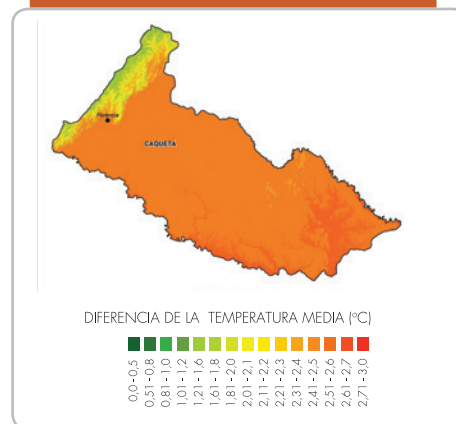 Florencia
CAQUETÁ
DIFERENCIA DE LA TEMPERATURA MEDIA (ºC)
0,0 - 0,5
0,51 - 0,8
0,81 - 1,0
1,01 - 1,2
1,21 - 1,6
1,61 - 1,8
1,81 - 2,0
2,01 - 2,1
2,11 - 2,2
2,21 - 2,3
2,31 - 2,4
2,41 - 2,5
2,51 - 2,6
2,61 - 2,7
2,71 - 3,0